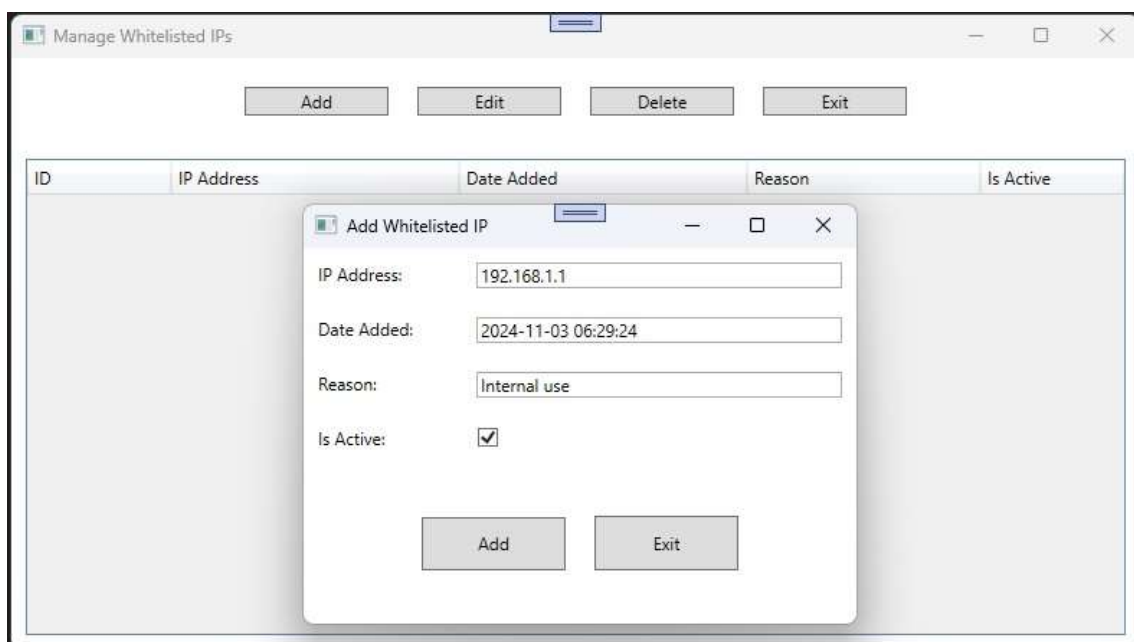 Manage Whitelisted IPs
Add Edit Delete Exit
ID IP Address Date Added Reason Is Active
Add Whitelisted IP
IP Address: 192.168.1.1
Date Added: 2024-11-03 06:29:24
Reason: Internal use
Is Active:
Add Exit